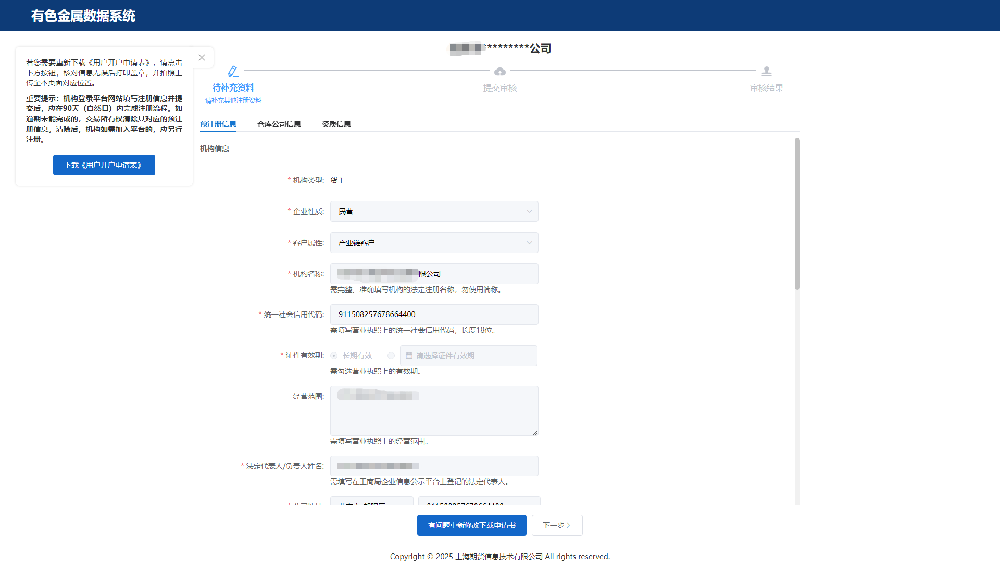 有色金属数据系统
*********公司
若您需要重新下载《用户开户申请表》，请点击
下方按钮，核对信息无误后打印盖章，并拍照上
传至本页面对应位置。
重要提示：机构登录平台网站填写注册信息并提
交后，应在90天（自然日）内完成注册流程。如
逾期未能完成的，交易所有权清除其对应的预注
册信息。清除后，机构如需加入平台的，应另行
注册。
下载《用户开户申请表》
待补充资料
请补充其他注册资料
提交审核
审核结果
预注册信息 仓库公司信息 资质信息
机构信息
* 机构类型: 货主
* 企业性质: 民营
* 客户属性: 产业链客户
* 机构名称: 限公司
需完整、准确填写机构的法定注册名称，勿使用简称。
* 统一社会信用代码: 911508257678664400
需填写营业执照上的统一社会信用代码，长度18位。
* 证件有效期: 长期有效 请选择证件有效期
需勾选营业执照上的有效期。
经营范围:
需填写营业执照上的经营范围。
* 法定代表人/负责人姓名:
需填写在工商局企业信息公示平台上登记的法定代表人。
911508257678664400
有问题重新修改下载申请书 下一步
Copyright © 2025 上海期货信息技术有限公司 All rights reserved.